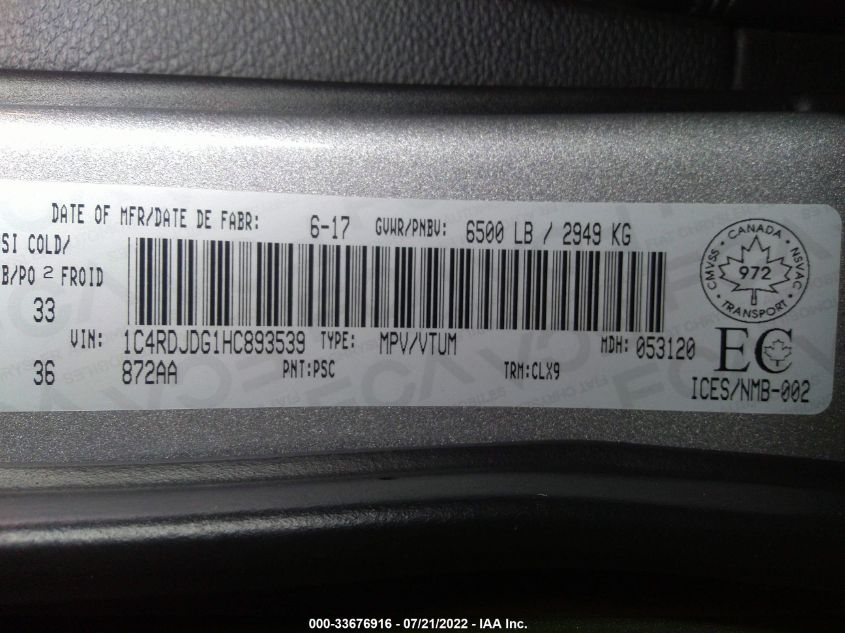 DATE OF MFR/DATE DE FABR: 6-17 GVWR/PNBV: 6500 LB / 2949 KG
SI COLD/
B/PO 2 FROID
33
CANADA
CMVSS 972 NSVAC
TRANSPORT
VIN: 1C4RDJDG1HC893539 TYPE: MPV/VTUM MDH: 053120 EC
36 872AA PNT:PSC TRM:CLX9 ICES/NMB-002
000-33676916 - 07/21/2022 - IAA Inc.